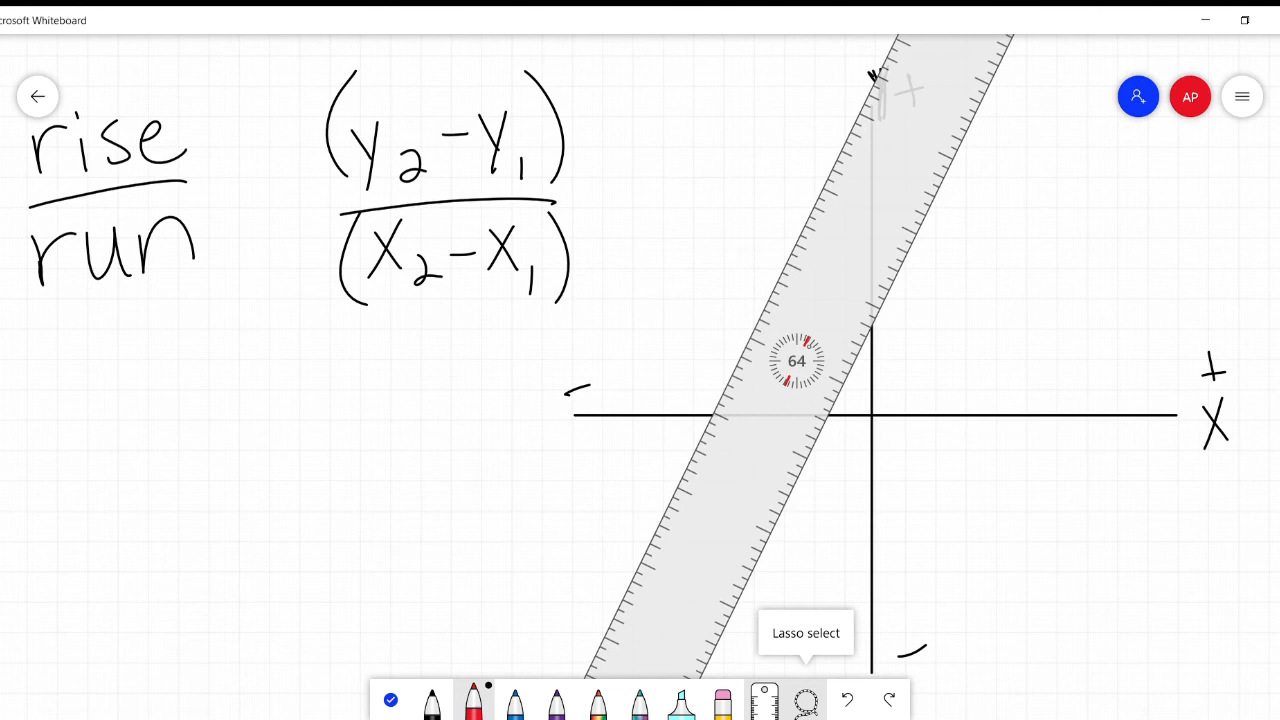 crosoft Whiteboard
AP
rise
run
(y₂-y₁)
(x₂-x₁)
y+
64
-
+
x
-
Lasso select